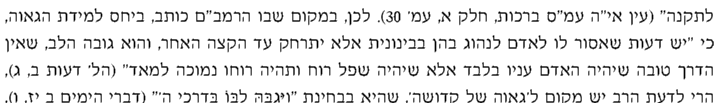 לתקנה" (עין אי"ה עמ"ס ברכות, חלק א, עמ' 30). לכן, במקום שבו הרמב"ם כותב, ביחס למידת הגאוה,
כי "יש דעות שאסור לו לאדם לנהוג בהן בבינונית אלא יתרחק עד הקצה האחר, והוא גובה הלב, שאין
הדרך טובה שיהיה האדם עניו בלבד אלא שיהיה שפל רוח ותהיה רוחו נמוכה למאד" (הל' דעות ב, ג),
הרי לדעת הרב יש מקום ל'גאוה של קדושה', שהיא בבחינת "וַיִּגְבַּהּ לִבּוֹ בְּדַרְכֵי ה'" (דברי הימים ב יז, ו).